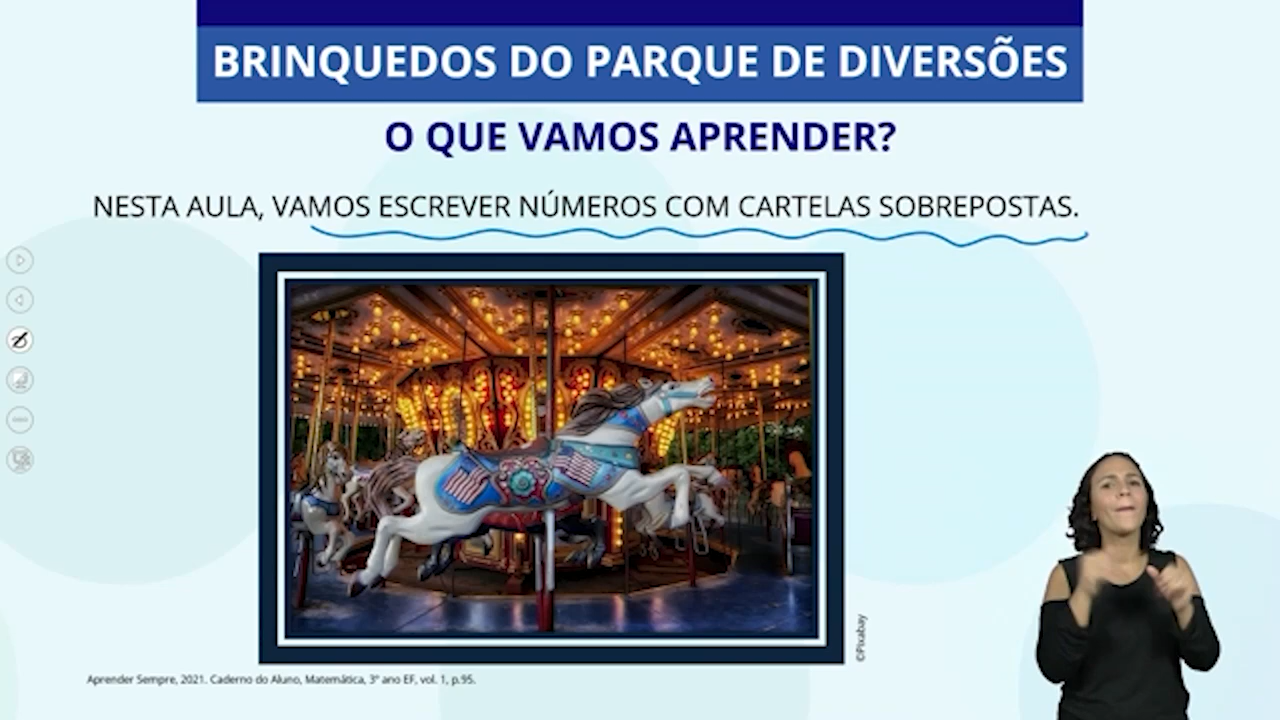 BRINQUEDOS DO PARQUE DE DIVERSÕES
O QUE VAMOS APRENDER?
NESTA AULA, VAMOS ESCREVER NÚMEROS COM CARTELAS SOBREPOSTAS.
©Pixabay
Aprender Sempre, 2021. Caderno do Aluno, Matemática, 3º ano EF, vol. 1, p.95.